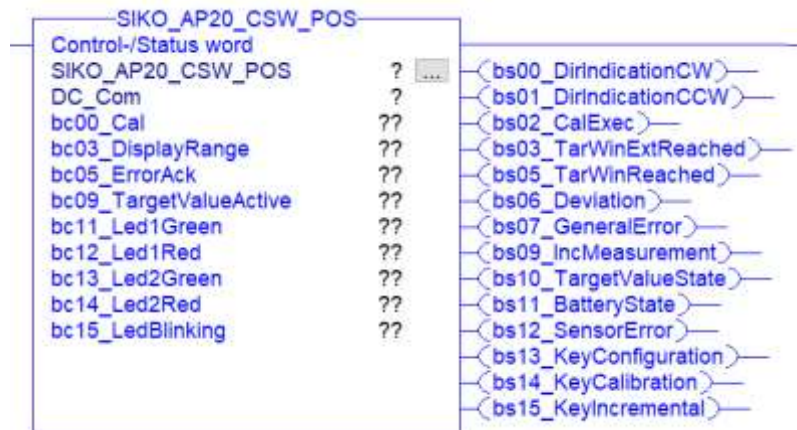 SIKO_AP20_CSW_POS
Control-/Status word
SIKO_AP20_CSW_POS ? ... bs00_DirIndicationCW
DC_Com ? bs01_DirIndicationCCW
bc00_Cal ?? bs02_CalExec
bc03_DisplayRange ?? bs03_TarWinExtReached
bc05_ErrorAck ?? bs05_TarWinReached
bc09_TargetValueActive ?? bs06_Deviation
bc11_Led1Green ?? bs07_GeneralError
bc12_Led1Red ?? bs09_IncMeasurement
bc13_Led2Green ?? bs10_TargetValueState
bc14_Led2Red ?? bs11_BatteryState
bc15_LedBlinking ?? bs12_SensorError
bs13_KeyConfiguration
bs14_KeyCalibration
bs15_KeyIncremental